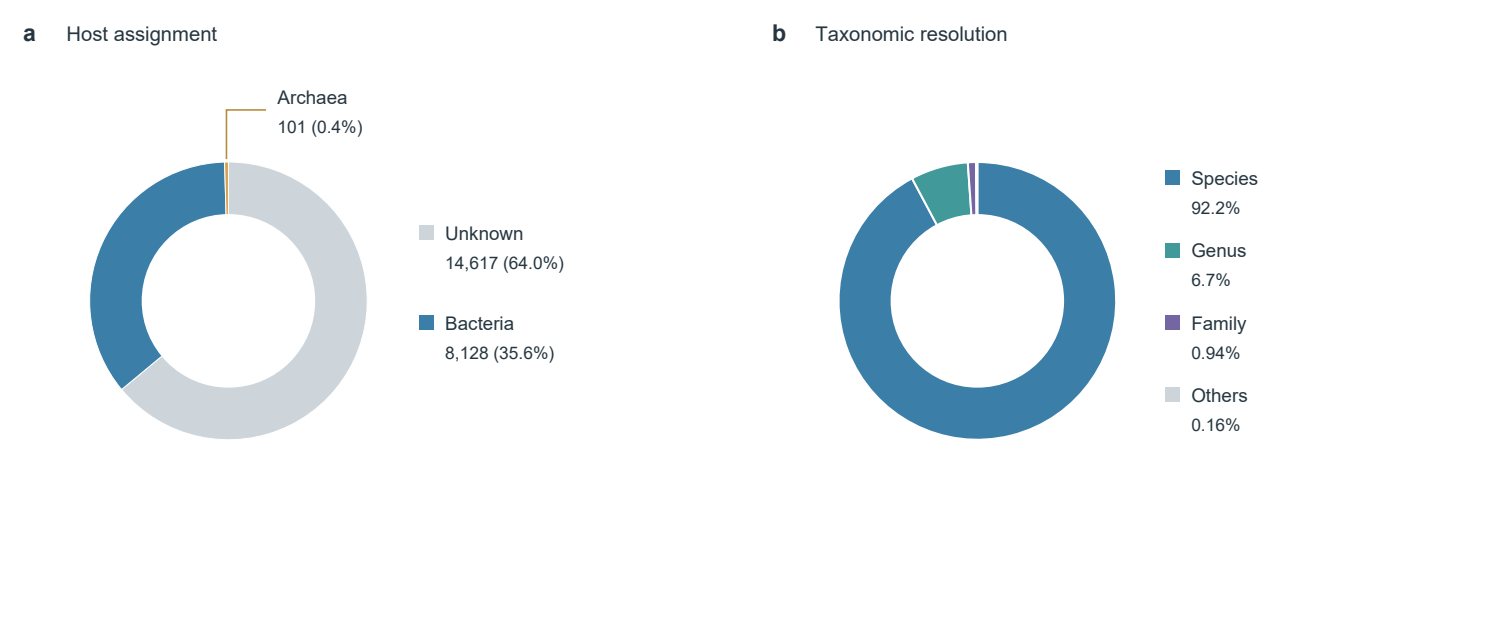 a Host assignment
Archaea
101 (0.4%)
Unknown
14,617 (64.0%)
Bacteria
8,128 (35.6%)
b Taxonomic resolution
Species
92.2%
Genus
6.7%
Family
0.94%
Others
0.16%